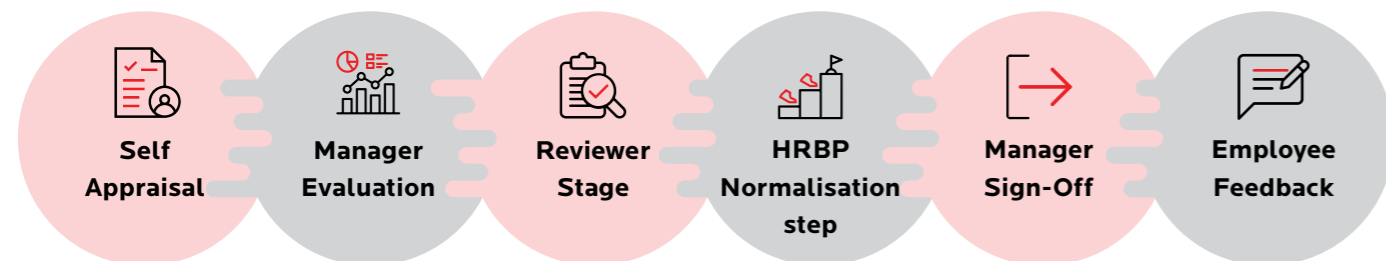 Self
Appraisal
Manager
Evaluation
Reviewer
Stage
HRBP
Normalisation
step
Manager
Sign-Off
Employee
Feedback